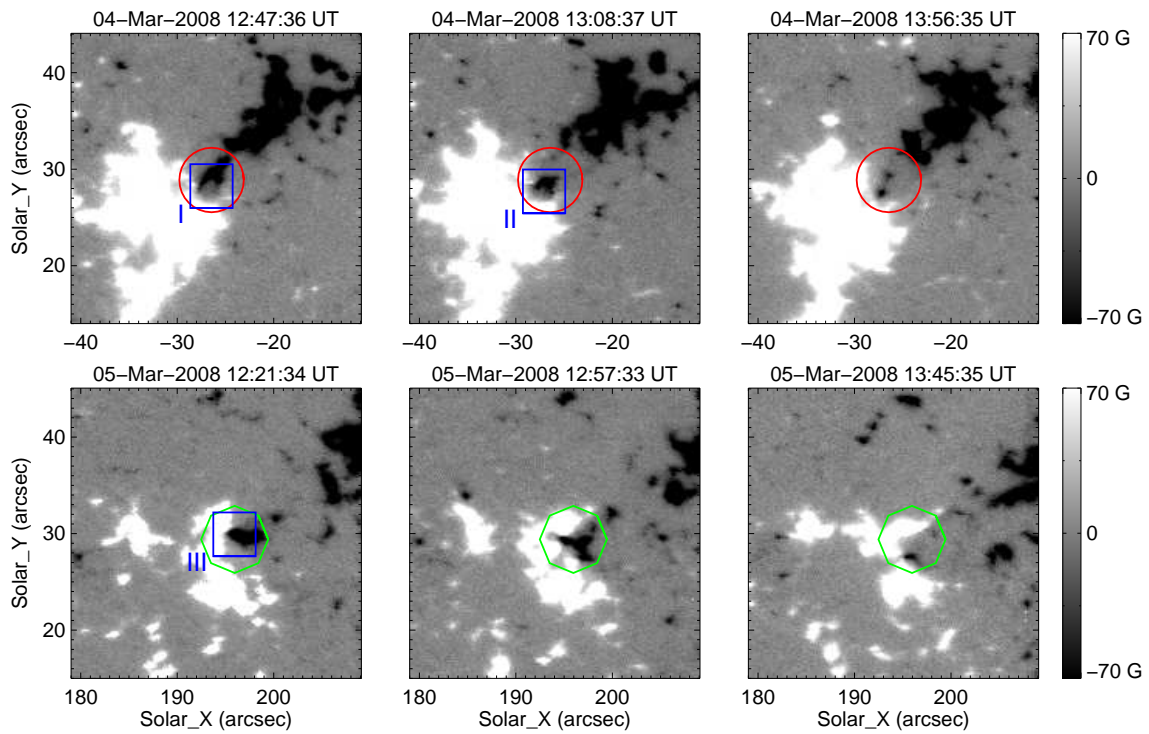 04–Mar–2008 12:47:36 UT
04–Mar–2008 13:08:37 UT
04–Mar–2008 13:56:35 UT
40
30
20
Solar_Y (arcsec)
I
II
70 G
0
–70 G
–40 –30 –20
–40 –30 –20
–40 –30 –20
05–Mar–2008 12:21:34 UT
05–Mar–2008 12:57:33 UT
05–Mar–2008 13:45:35 UT
40
30
20
Solar_Y (arcsec)
III
70 G
0
–70 G
180 190 200
180 190 200
180 190 200
Solar_X (arcsec)
Solar_X (arcsec)
Solar_X (arcsec)